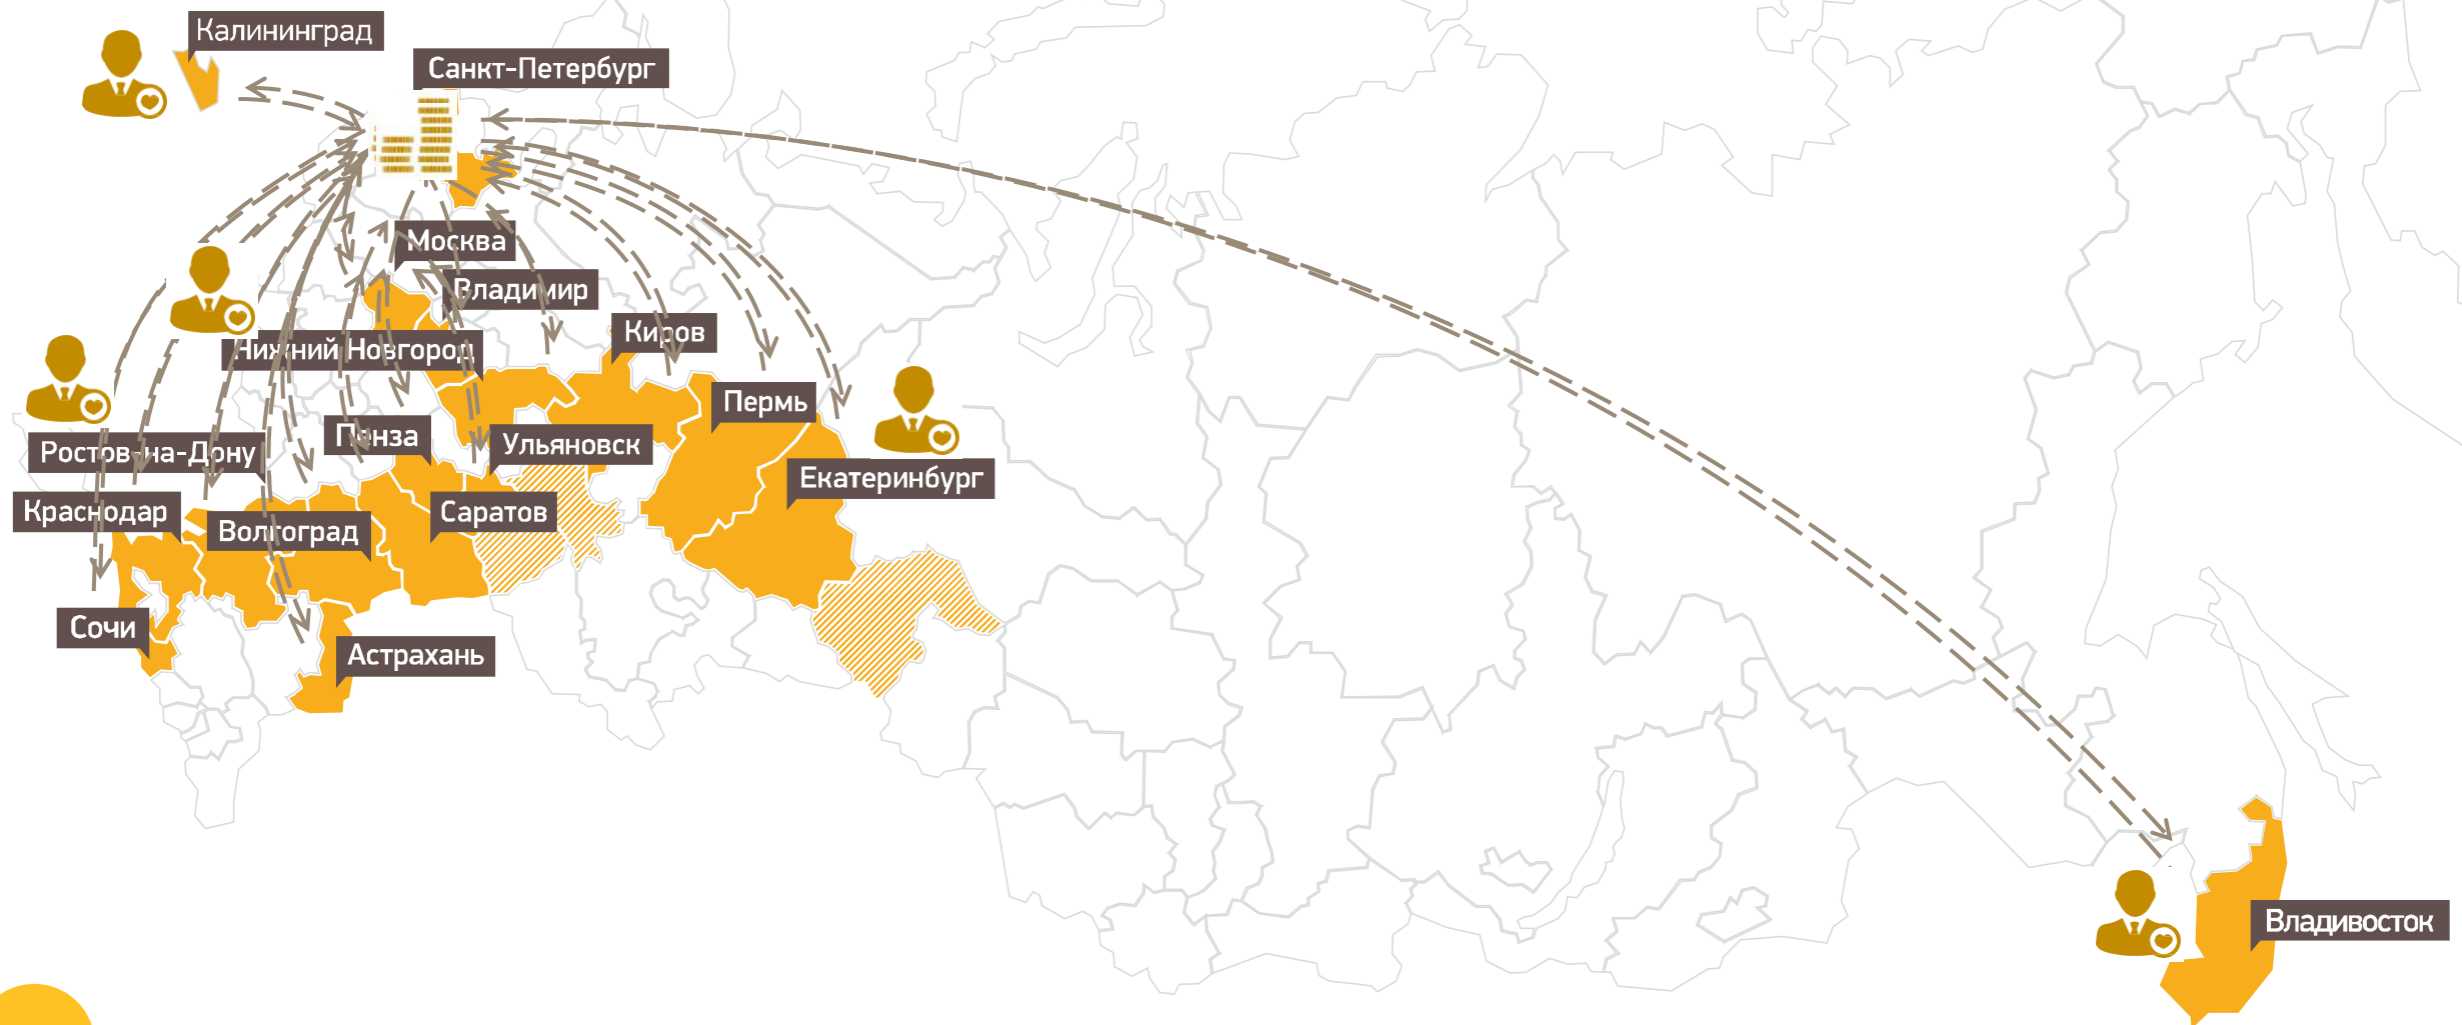 Калининград
Санкт-Петербург
Москва
Владимир
Киров
Нижний Новгород
Пермь
Пенза
Ульяновск
Ростов-на-Дону
Екатеринбург
Краснодар
Волгоград
Саратов
Сочи
Астрахань
Владивосток